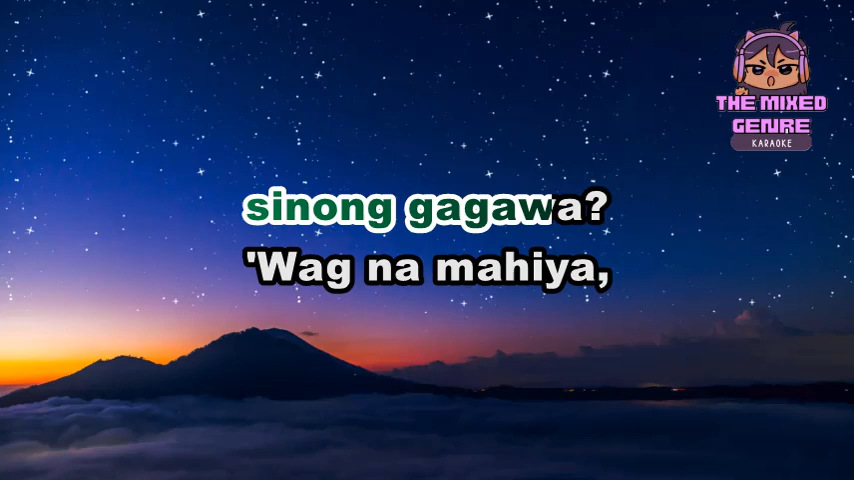 THE MIXED
GENRE
KARAOKE
sinong gagawa?
'Wag na mahiya,